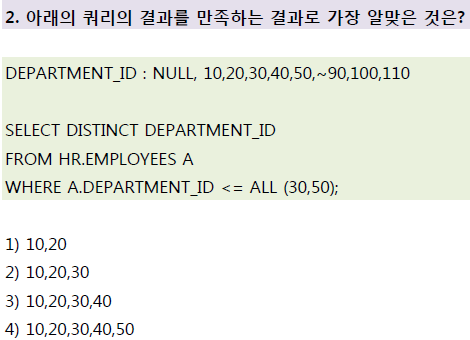 2. 아래의 쿼리의 결과를 만족하는 결과로 가장 알맞은 것은?
DEPARTMENT_ID : NULL, 10,20,30,40,50,~90,100,110
SELECT DISTINCT DEPARTMENT_ID
FROM HR.EMPLOYEES A
WHERE A.DEPARTMENT_ID <= ALL (30,50);
1) 10,20
2) 10,20,30
3) 10,20,30,40
4) 10,20,30,40,50